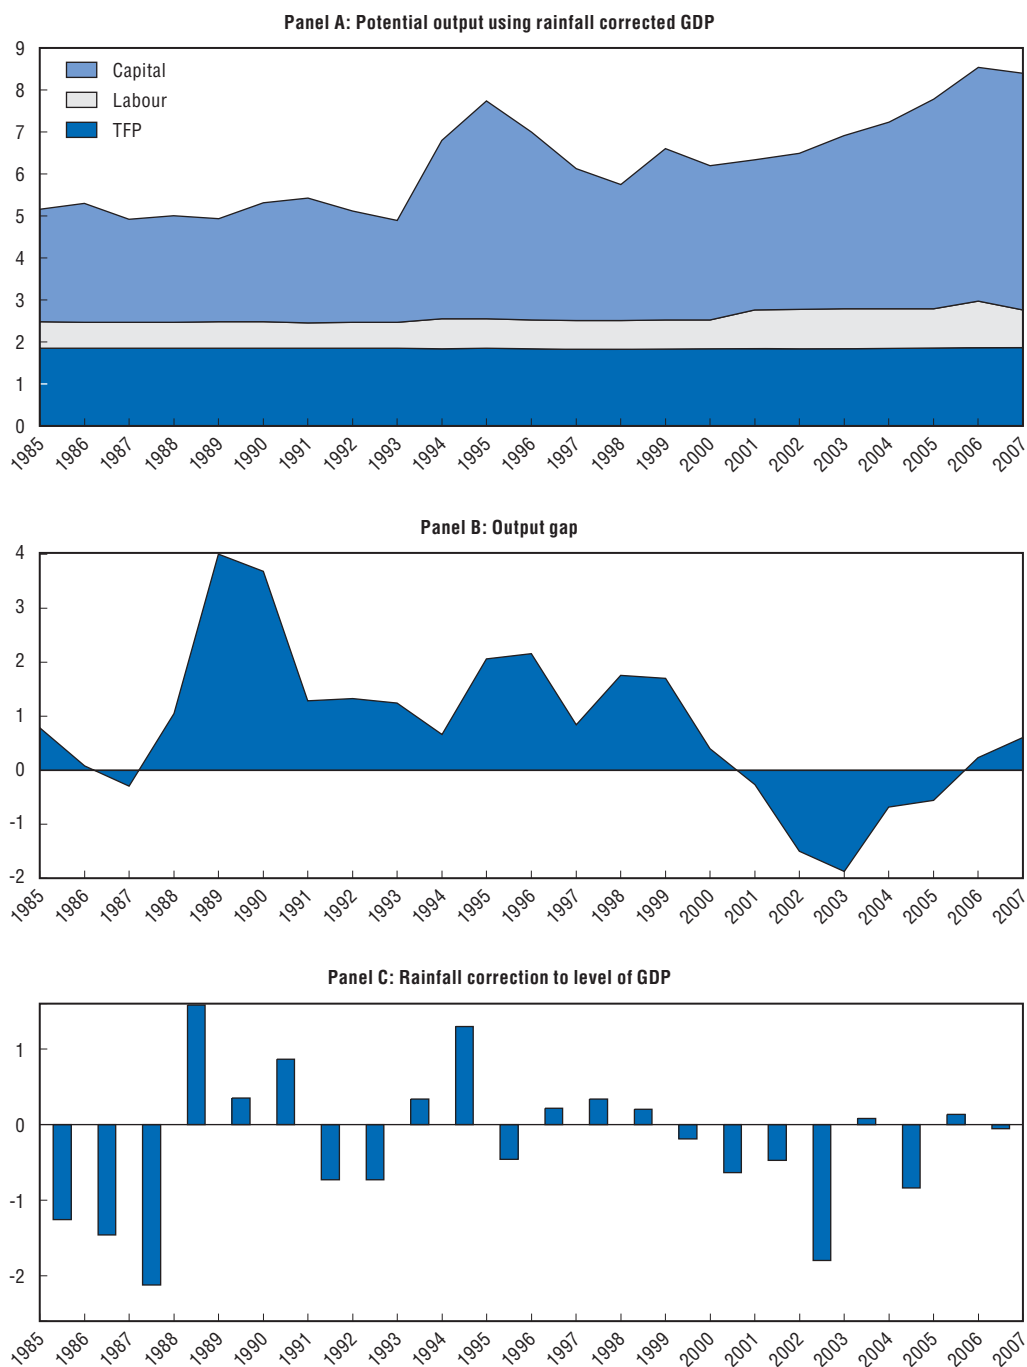 Panel A: Potential output using rainfall corrected GDP
9
8
7
6
5
4
3
2
1
0
Capital
Labour
TFP
1985 1986 1987 1988 1989 1990 1991 1992 1993 1994 1995 1996 1997 1998 1999 2000 2001 2002 2003 2004 2005 2006 2007
Panel B: Output gap
4
3
2
1
0
-1
-2
1985 1986 1987 1988 1989 1990 1991 1992 1993 1994 1995 1996 1997 1998 1999 2000 2001 2002 2003 2004 2005 2006 2007
Panel C: Rainfall correction to level of GDP
1
0
-1
-2
1985 1986 1987 1988 1989 1990 1991 1992 1993 1994 1995 1996 1997 1998 1999 2000 2001 2002 2003 2004 2005 2006 2007